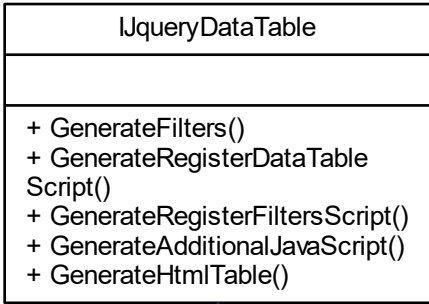 IJqueryDataTable
+ GenerateFilters()
+ GenerateRegisterDataTable
Script()
+ GenerateRegisterFiltersScript()
+ GenerateAdditionalJavaScript()
+ GenerateHtmlTable()